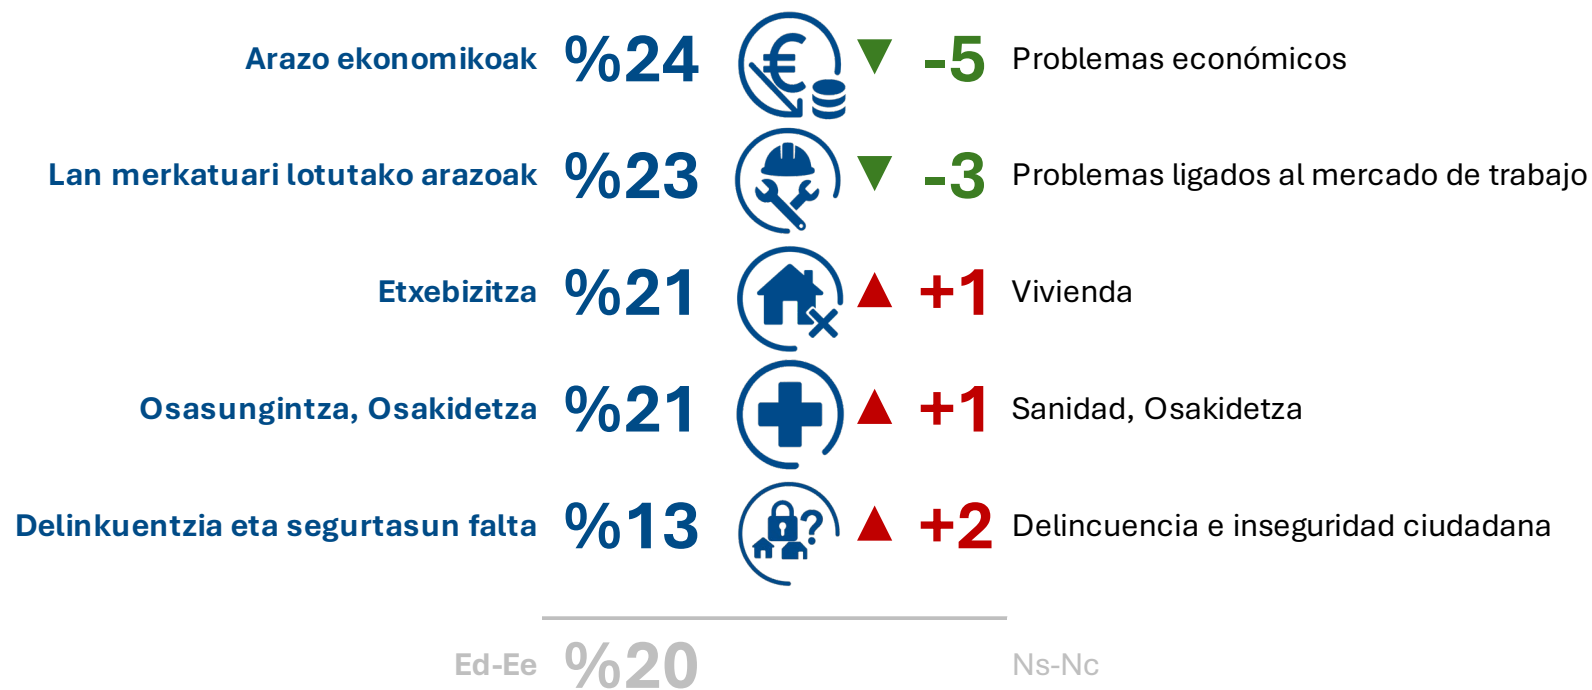 Arazo ekonomikoak %24 ▼ -5 Problemas económicos
Lan merkatuari lotutako arazoak %23 ▼ -3 Problemas ligados al mercado de trabajo
Etxebizitza %21 ▲ +1 Vivienda
Osasungintza, Osakidetza %21 ▲ +1 Sanidad, Osakidetza
Delinkuentzia eta segurtasun falta %13 ? ▲ +2 Delincuencia e inseguridad ciudadana
Ed-Ee %20 Ns-Nc